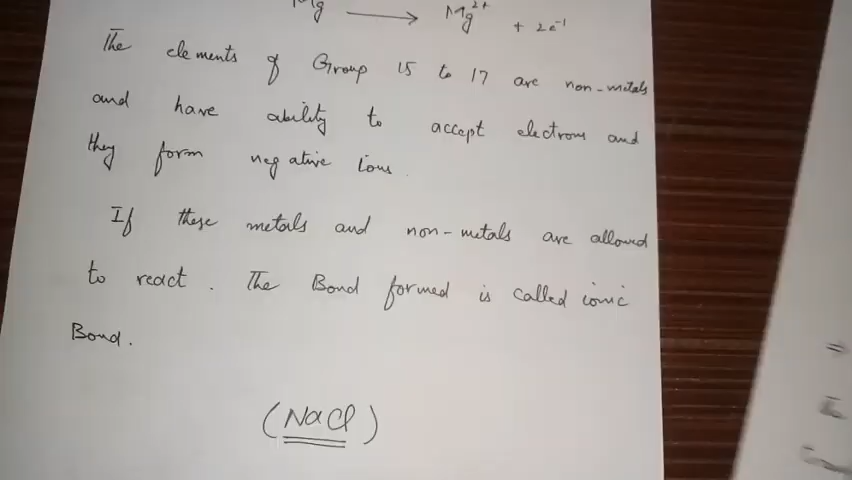 Mg → Mg²⁺ + 2e⁻¹
The elements of Group 15 to 17 are non-metals
and have ability to accept electrons and
they form negative ions.
If these metals and non-metals are allowed
to react. The Bond formed is called ionic
Bond.
(NaCl)